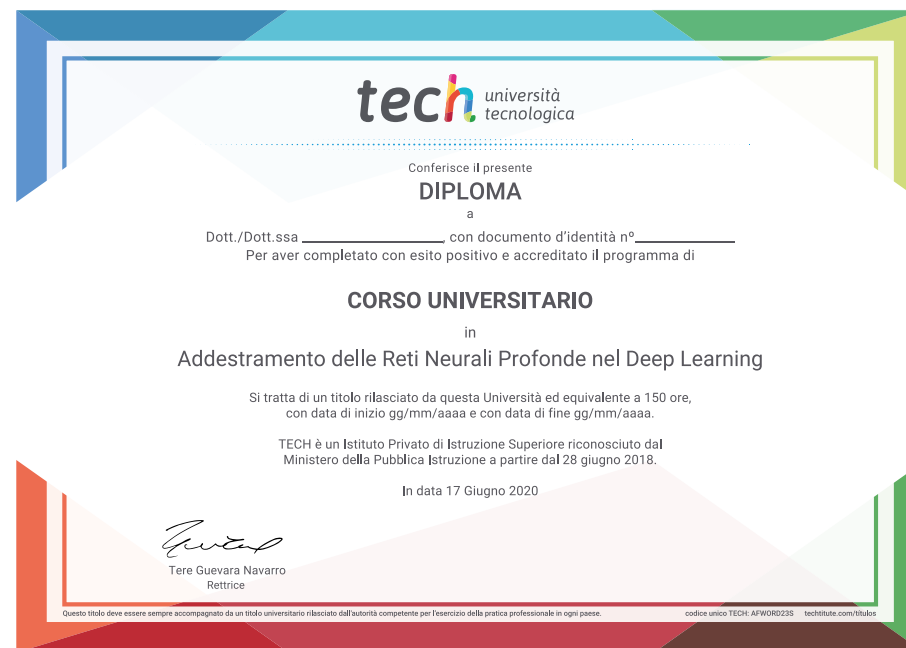 tech università
tecnologica
Conferisce il presente
DIPLOMA
a
Dott./Dott.ssa ____________________, con documento d'identità nº______________
Per aver completato con esito positivo e accreditato il programma di
CORSO UNIVERSITARIO
in
Addestramento delle Reti Neurali Profonde nel Deep Learning
Si tratta di un titolo rilasciato da questa Università ed equivalente a 150 ore,
con data di inizio gg/mm/aaaa e con data di fine gg/mm/aaaa.
TECH è un Istituto Privato di Istruzione Superiore riconosciuto dal
Ministero della Pubblica Istruzione a partire dal 28 giugno 2018.
In data 17 Giugno 2020
Tere Guevara Navarro
Rettrice
Questo titolo deve essere sempre accompagnato da un titolo universitario rilasciato dall'autorità competente per l'esercizio della pratica professionale in ogni paese. codice unico TECH: AFWORD23S techtitute.com/titulos